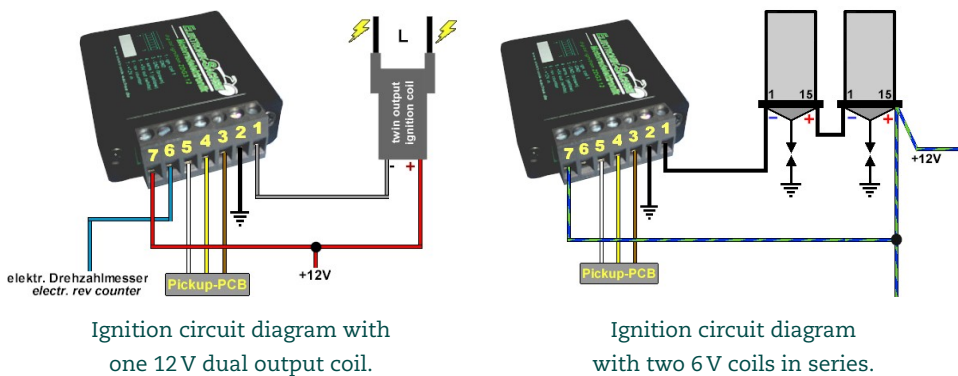 L
twin output
ignition coil
- +
7 6 5 4 3 2 1
+12V
elektr. Drehzahlmesser
electr. rev counter
Pickup-PCB
Ignition circuit diagram with
one 12 V dual output coil.
1 15 1 15
- + - +
7 5 4 3 2 1
+12V
Pickup-PCB
Ignition circuit diagram
with two 6 V coils in series.